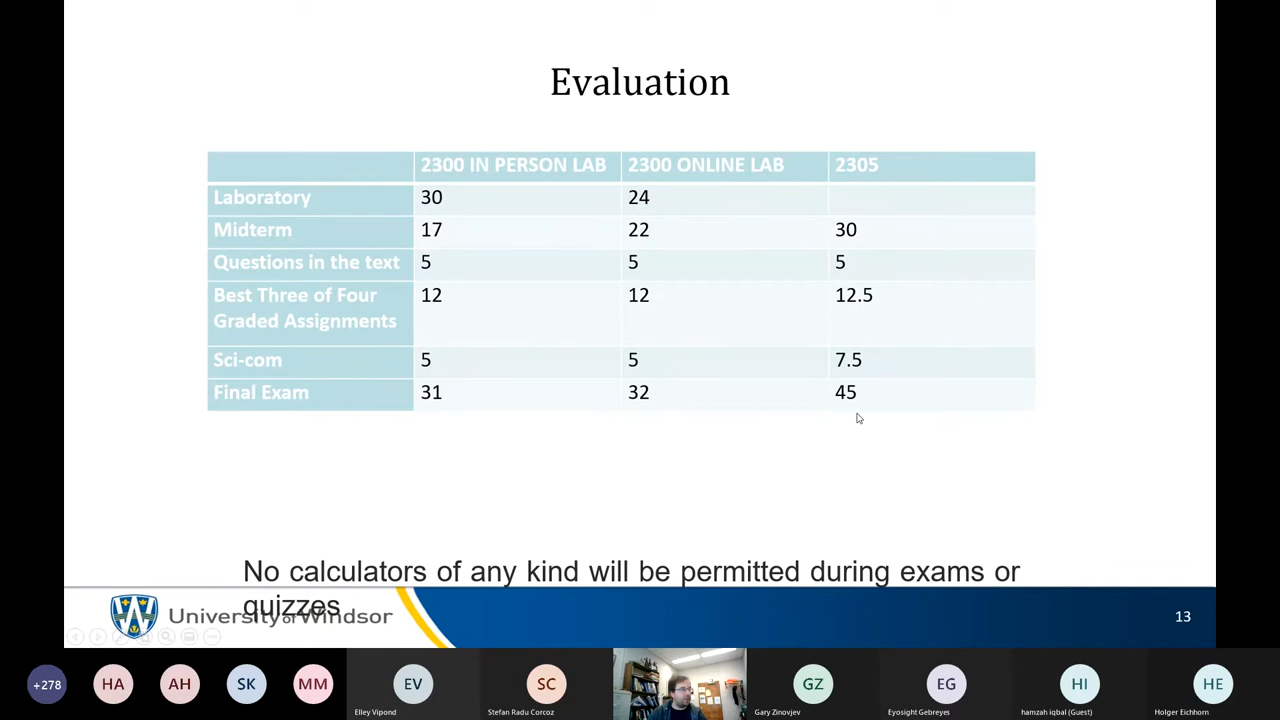 Evaluation
2300 IN PERSON LAB 2300 ONLINE LAB 2305
Laboratory 30 24
Midterm 17 22 30
Questions in the text 5 5 5
Best Three of Four 12 12 12.5
Graded Assignments
Sci-com 5 5 7.5
Final Exam 31 32 45
No calculators of any kind will be permitted during exams or
quizzes
University of Windsor
13
+278 HA AH SK MM EV SC GZ EG HI HE
Elley Vipond Stefan Radu Corcoz Gary Zinovjev Eyosight Gebreyes hamzah iqbal (Guest) Holger Eichhorn